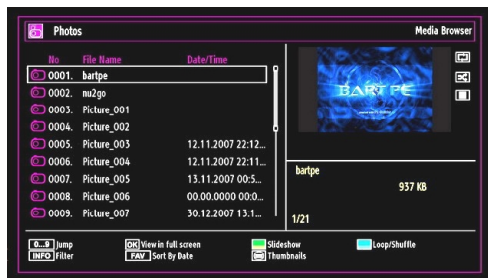 Photos Media Browser
No File Name Date/Time
0001. bartpe
0002. nu2go
0003. Picture_001
0004. Picture_002
0005. Picture_003 12.11.2007 22:12...
0006. Picture_004 12.11.2007 22:11...
0007. Picture_005 13.11.2007 00:5...
0008. Picture_006 00.00.0000 00:0...
0009. Picture_007 30.12.2007 13.1...
BART PE
bartpe
937 KB
1/21
0...9 Jump OK View in full screen Slideshow Loop/Shuffle
INFO Filter FAV Sort By Date Thumbnails